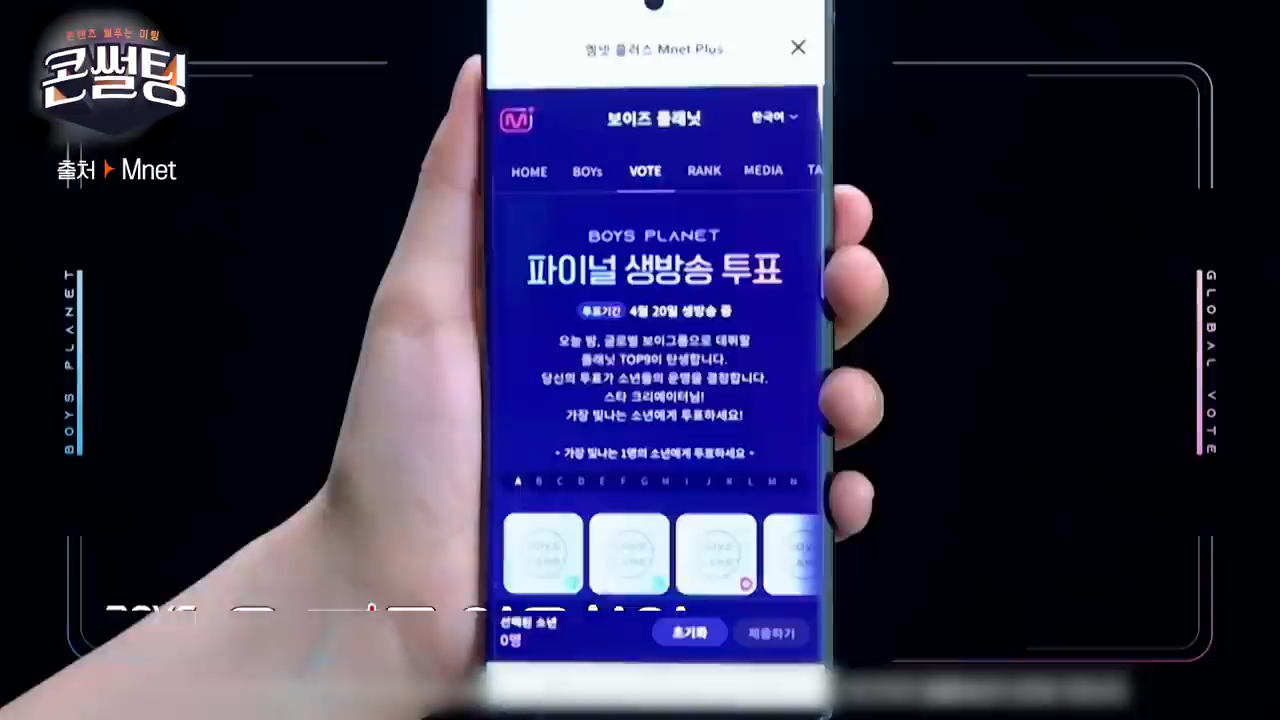 콘텐츠 썰푸는 미팅
콘썰팅
출처 ▶ Mnet
엠넷 플러스 Mnet Plus
보이즈 플래닛
한국어
HOME BOYs VOTE RANK MEDIA TA
BOYS PLANET
파이널 생방송 투표
투표기간 4월 20일 생방송 중
오늘 밤, 글로벌 보이그룹으로 데뷔할
플래닛 TOP9이 탄생합니다.
당신의 투표가 소년들의 운명을 결정합니다.
스타 크리에이터님!
가장 빛나는 소년에게 투표하세요!
• 가장 빛나는 1명의 소년에게 투표하세요 •
A B C D E F G H I J K L M N
선택된 소년
0명
초기화
제출하기
BOYS PLANET
GLOBAL VOTE